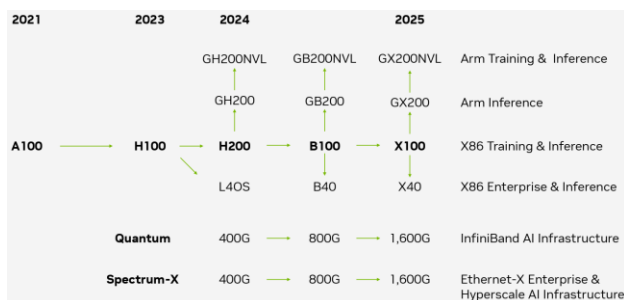 2021 2023 2024 2025
GH200NVL GB200NVL GX200NVL Arm Training & Inference
GH200 GB200 GX200 Arm Inference
A100 H100 H200 B100 X100 X86 Training & Inference
L4OS B40 X40 X86 Enterprise & Inference
Quantum 400G 800G 1,600G InfiniBand AI Infrastructure
Spectrum-X 400G 800G 1,600G Ethernet-X Enterprise &
Hyperscale AI Infrastructure